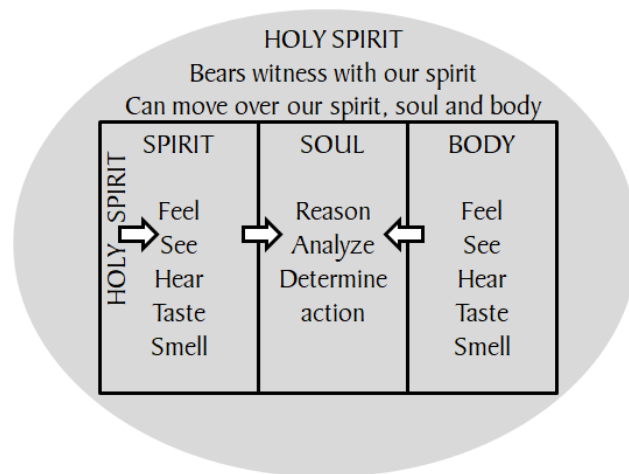 HOLY SPIRIT
Bears witness with our spirit
Can move over our spirit, soul and body
HOLY SPIRIT
SPIRIT
Feel
See
Hear
Taste
Smell
SOUL
Reason
Analyze
Determine
action
BODY
Feel
See
Hear
Taste
Smell